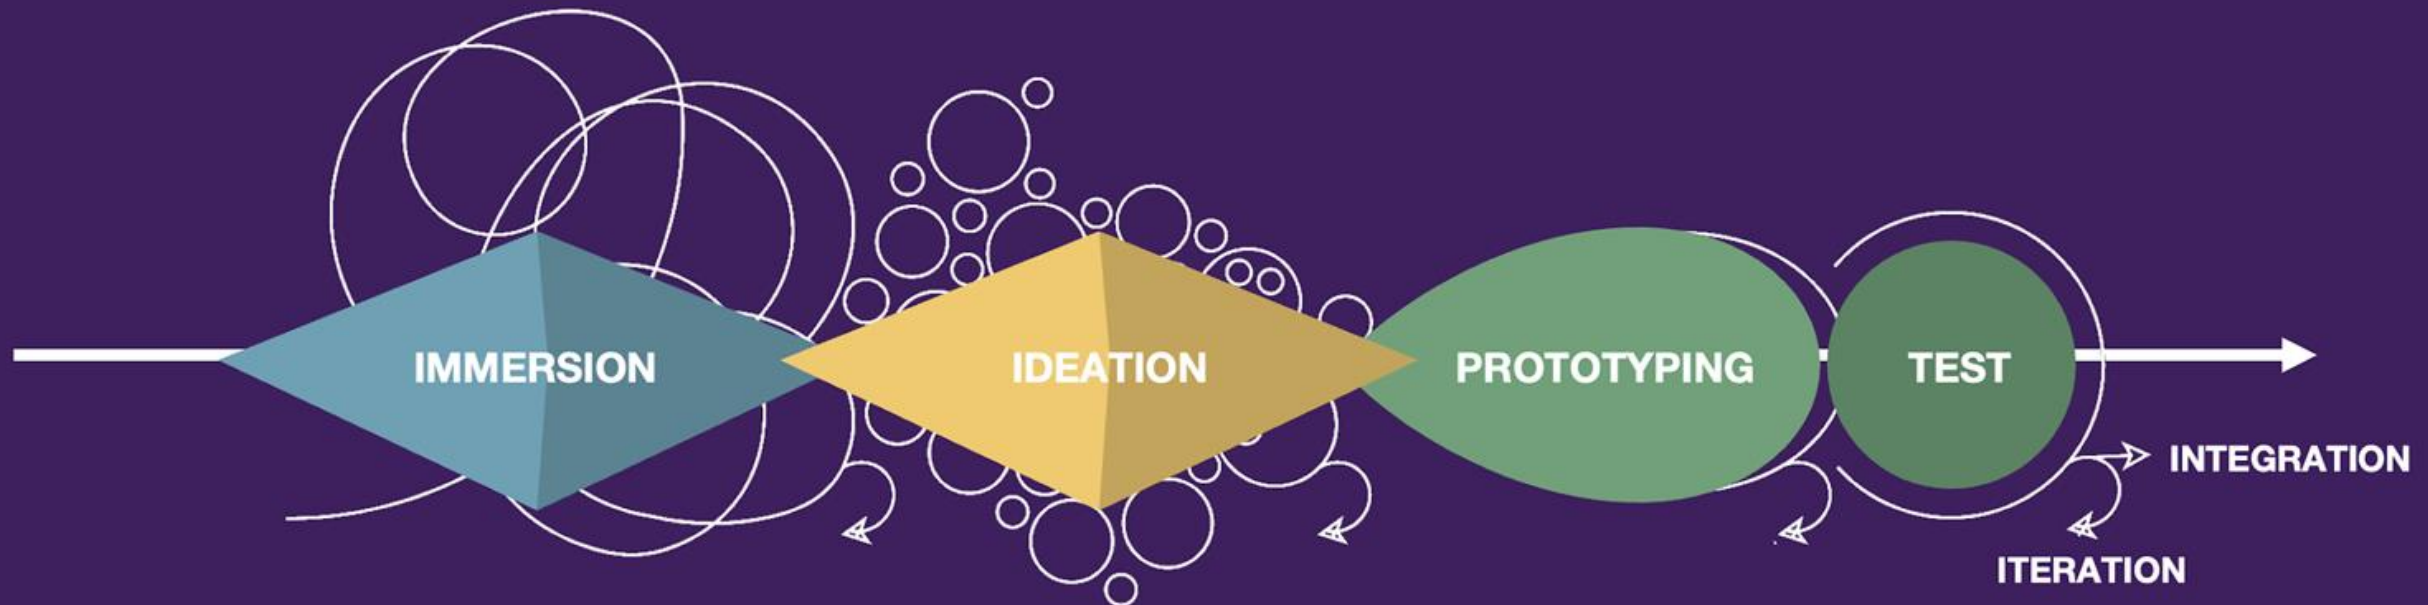 IMMERSION
IDEATION
PROTOTYPING
TEST
INTEGRATION
ITERATION